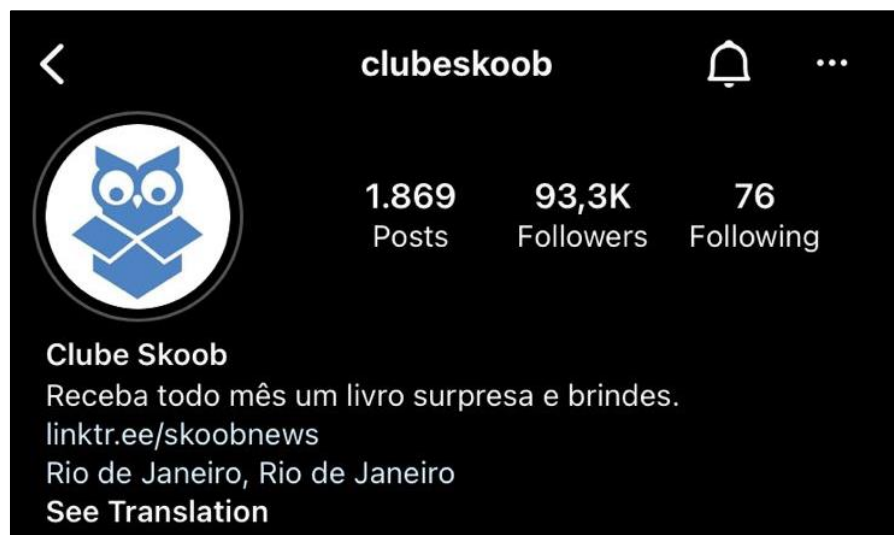 clubeskoob
1.869 93,3K 76
Posts Followers Following
Clube Skoob
Receba todo mês um livro surpresa e brindes.
linktr.ee/skoobnews
Rio de Janeiro, Rio de Janeiro
See Translation